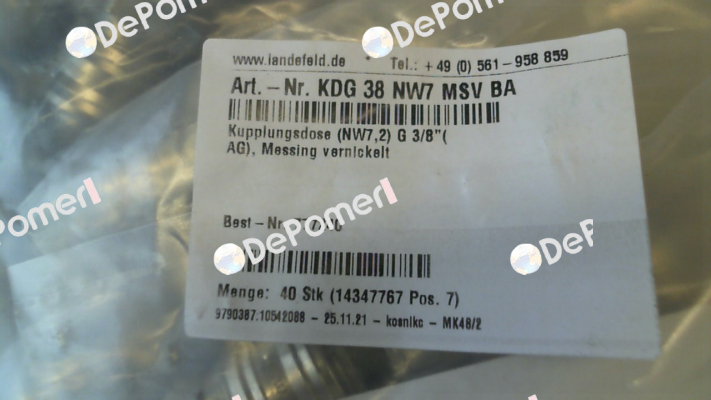 DePomerl
DePomerl
www.landefeld.de Tel.: +49 (0) 561-958 859
Art.-Nr. KDG 38 NW7 MSV BA
Kupplungsdose (NW7,2) G 3/8"(
AG), Messing vernickelt
DePomerl
Best-Nr.
DePomerl
DePomerl
Menge: 40 Stk (14347767 Pos. 7)
9790387.10542088 - 25.11.21 - kosnikc - MK48/2